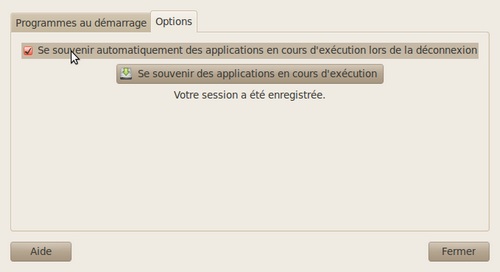 Programmes au démarrage Options
Se souvenir automatiquement des applications en cours d'exécution lors de la déconnexion
Se souvenir des applications en cours d'exécution
Votre session a été enregistrée.
Aide Fermer